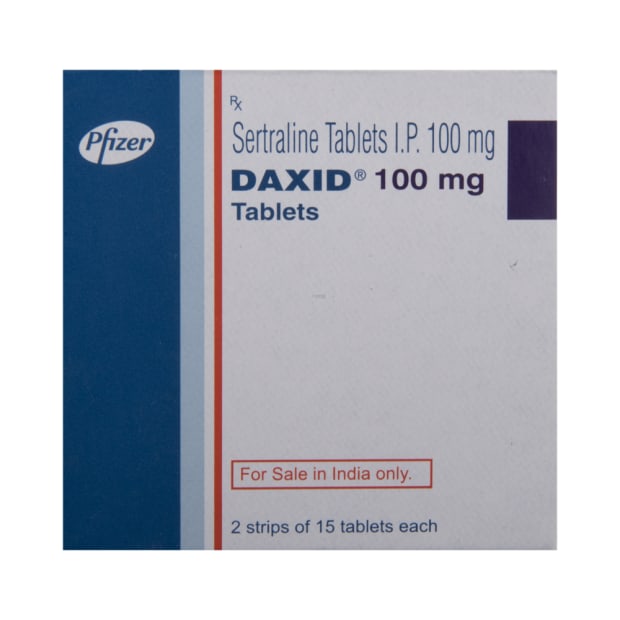 Pfizer
Rx
Sertraline Tablets I.P. 100 mg
DAXID® 100 mg
Tablets
For Sale in India only.
2 strips of 15 tablets each